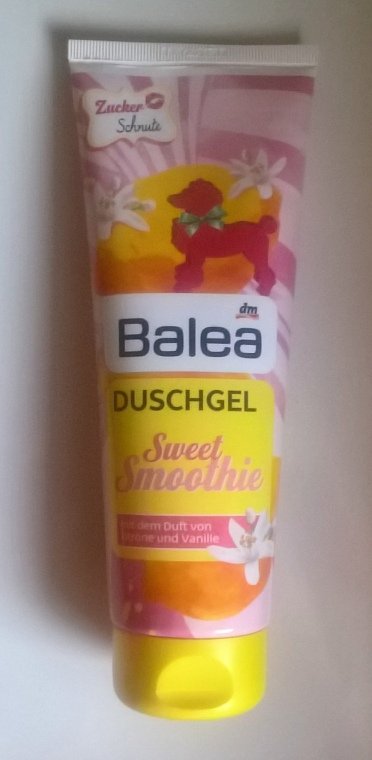 Zucker
Schnute
dm
Balea
DUSCHGEL
Sweet
Smoothie
mit dem Duft von
Zitrone und Vanille